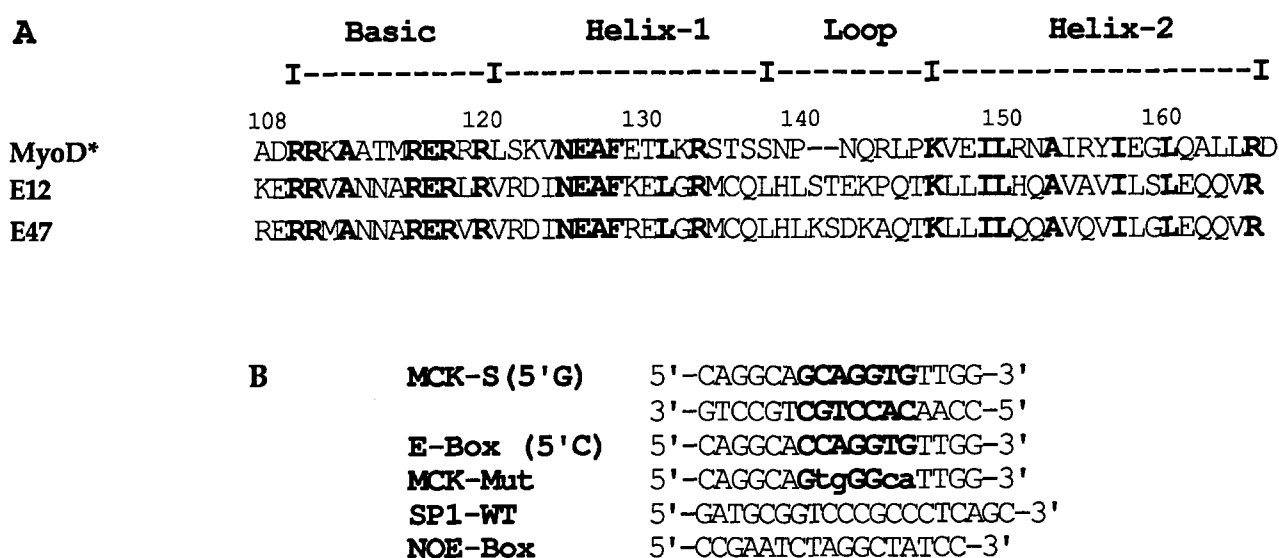 A
Basic Helix-1 Loop Helix-2
I-----------I---------------I---------I------------------I
108 120 130 140 150 160
MyoD* ADRRKAATMRERRRLSKVNEAFETLKRSTSSNP--NQRLPKVEILRNAIRYIEGLQALLRD
E12 KERRVANNARERLRVRDINEAFKELGRMCQLHLSTEKPQTKLLILHQAVAVILSLEQQVR
E47 RERRMANNARERVRVRDINEAFRELGRMCQLHLKSDKAQTKLLILQQAVQVILGLEQQVR
B MCK-S(5'G) 5'-CAGGCAGCAGGTGTTGG-3'
3'-GTCCGTCGTCCACAACC-5'
E-Box (5'C) 5'-CAGGCACCAGGTGTTGG-3'
MCK-Mut 5'-CAGGCAGtgGGcaTTGG-3'
SP1-WT 5'-GATGCGGTCCCGCCCTCAGC-3'
NOE-Box 5'-CCGAATCTAGGCTATCC-3'